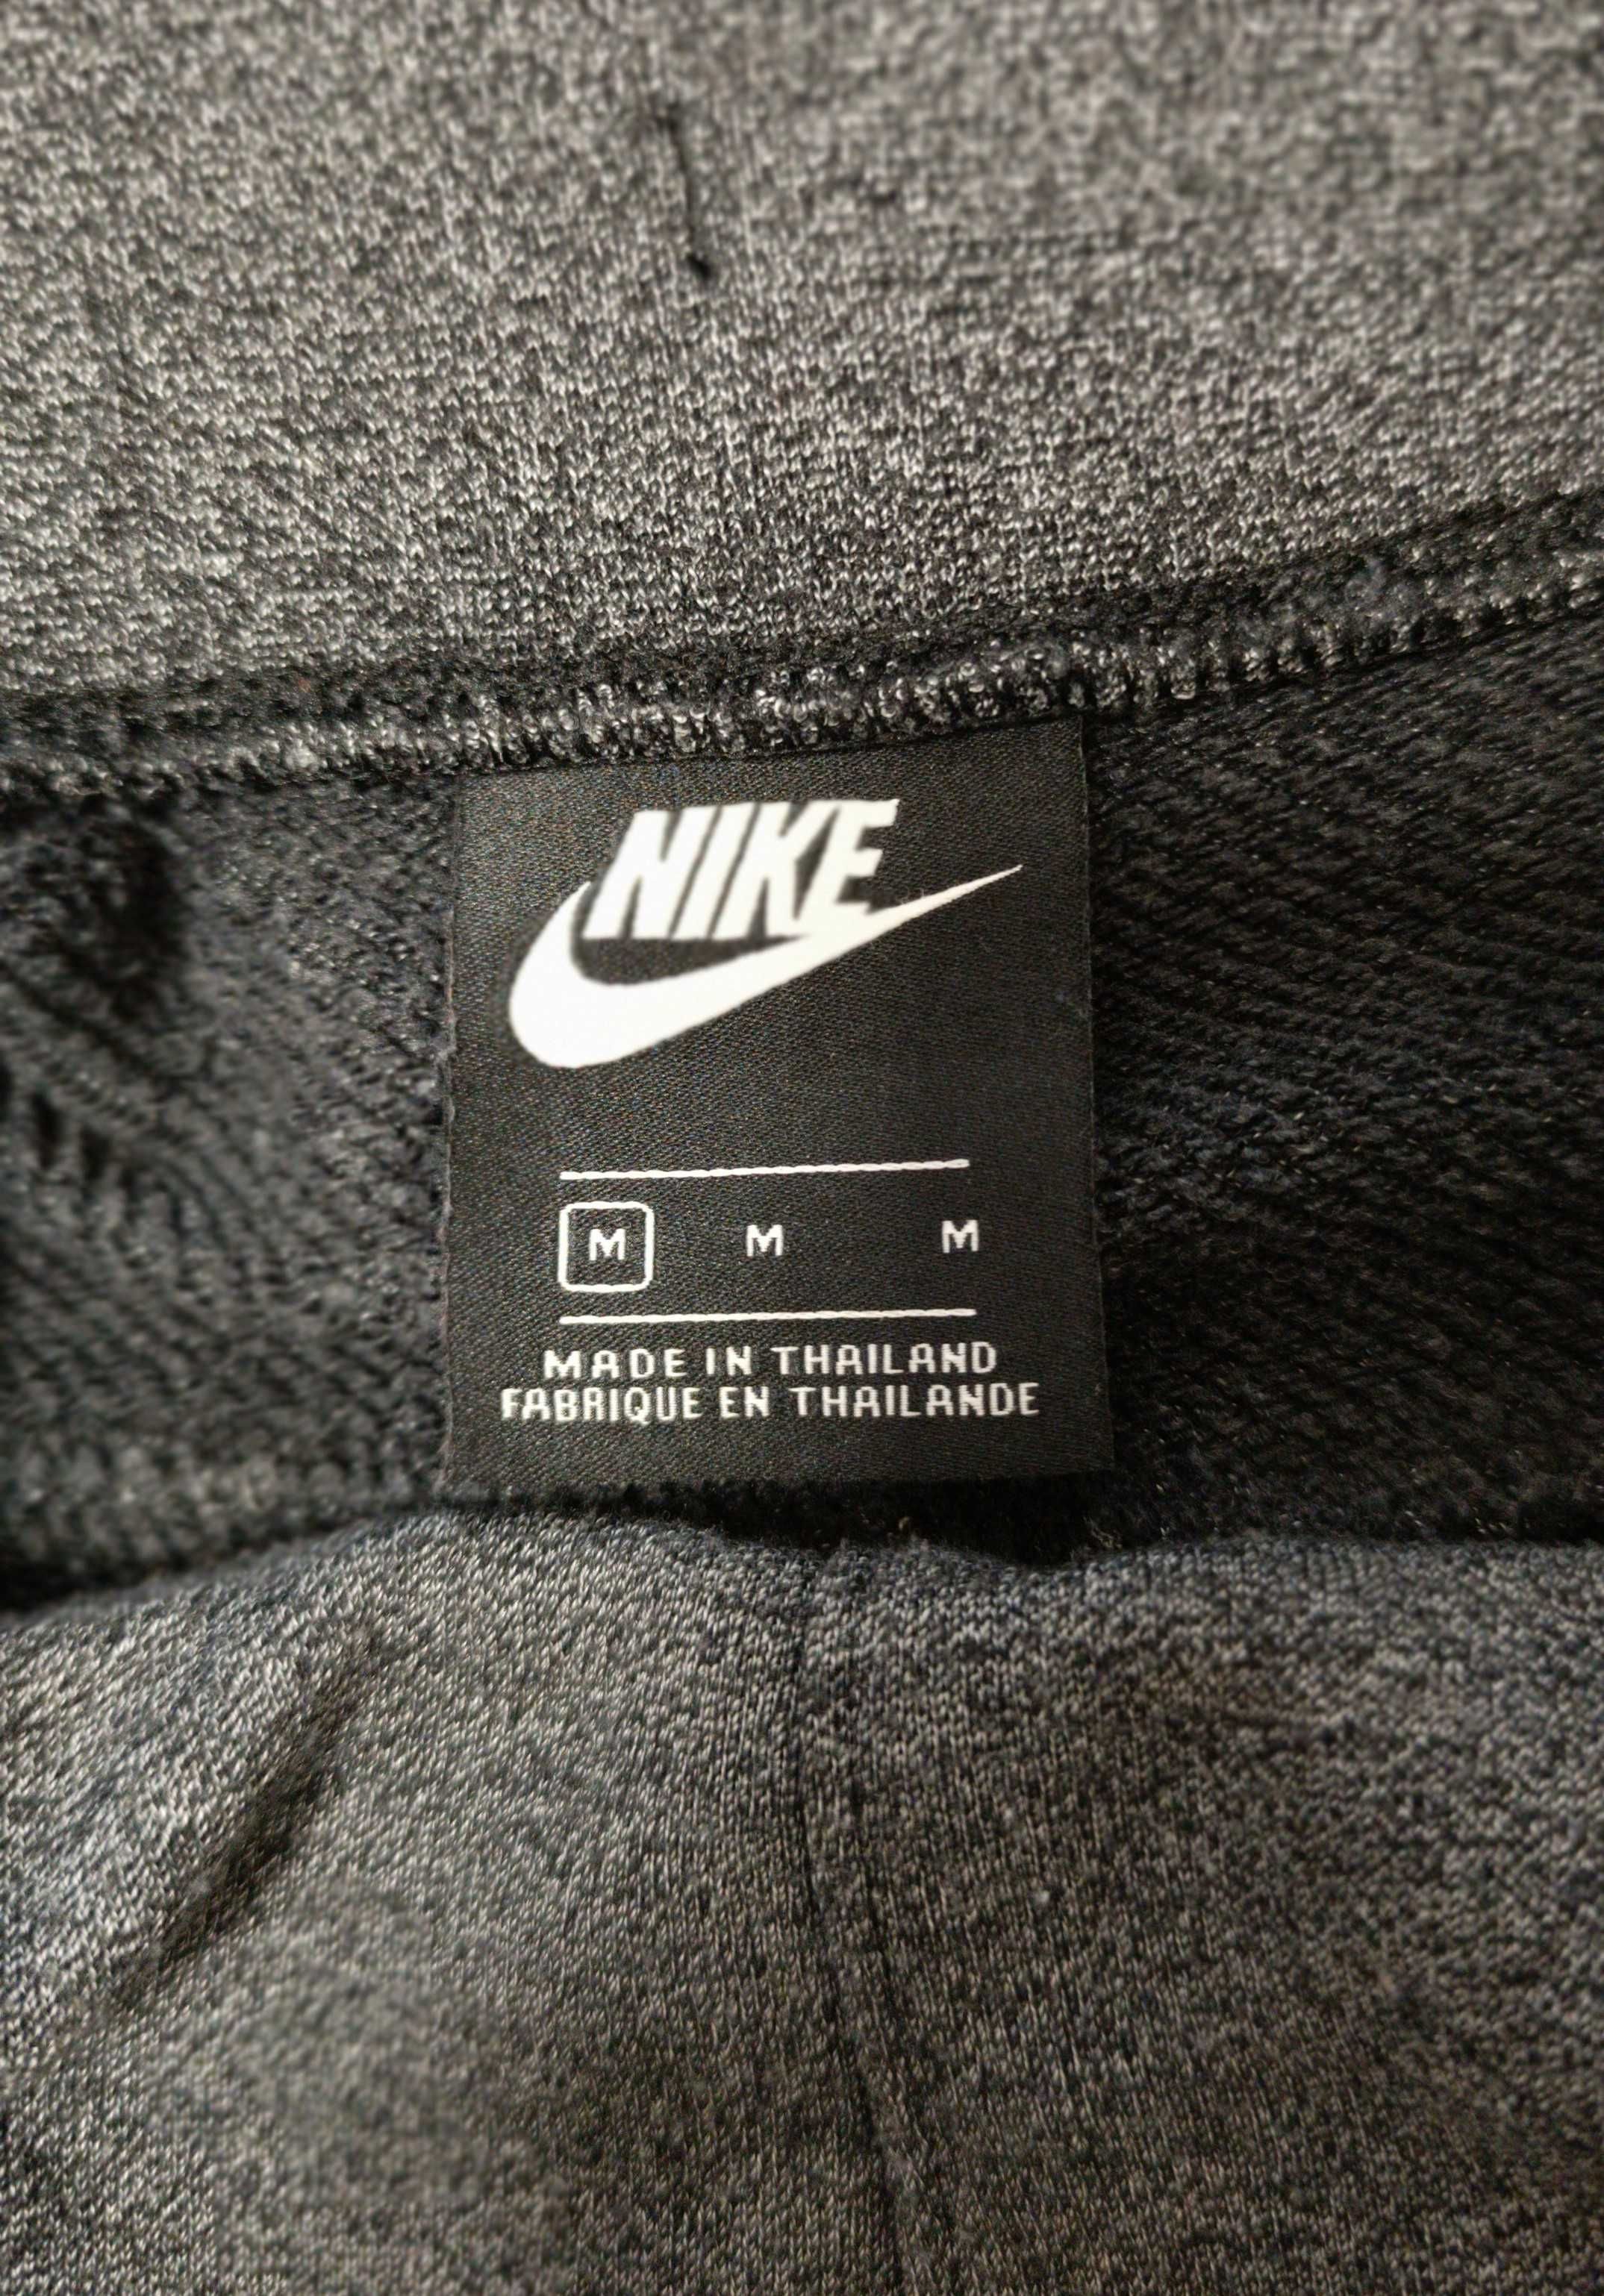 NIKE
M M M
MADE IN THAILAND
FABRIQUE EN THAILANDE